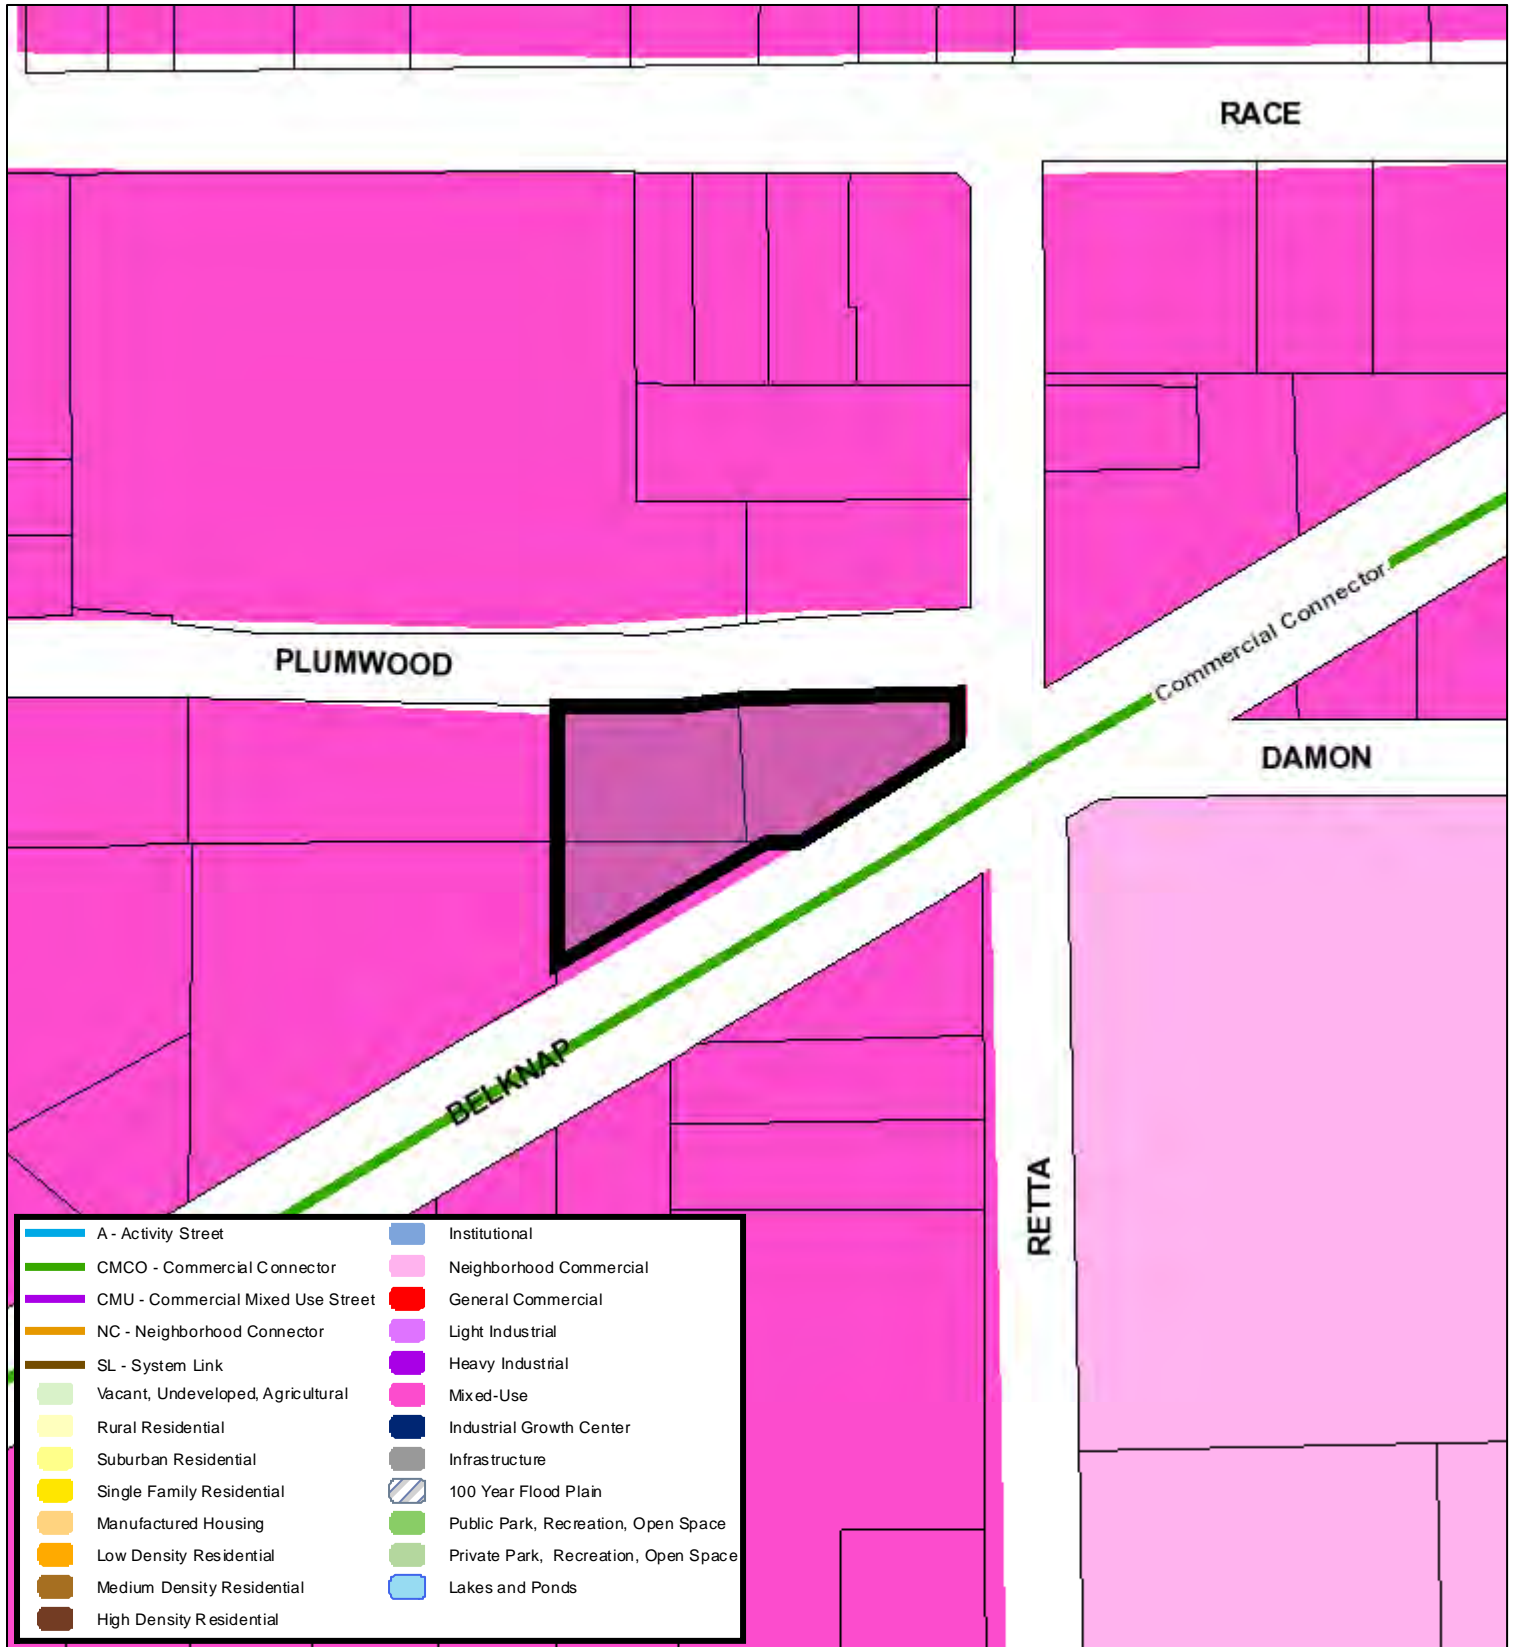 RACE
Commercial Connector
PLUMWOOD
DAMON
BELKNAP
RETTA
A - Activity Street
CMCO - Commercial Connector
CMU - Commercial Mixed Use Street
NC - Neighborhood Connector
SL - System Link
Vacant, Undeveloped, Agricultural
Rural Residential
Suburban Residential
Single Family Residential
Manufactured Housing
Low Density Residential
Medium Density Residential
High Density Residential
Institutional
Neighborhood Commercial
General Commercial
Light Industrial
Heavy Industrial
Mixed-Use
Industrial Growth Center
Infrastructure
100 Year Flood Plain
Public Park, Recreation, Open Space
Private Park, Recreation, Open Space
Lakes and Ponds